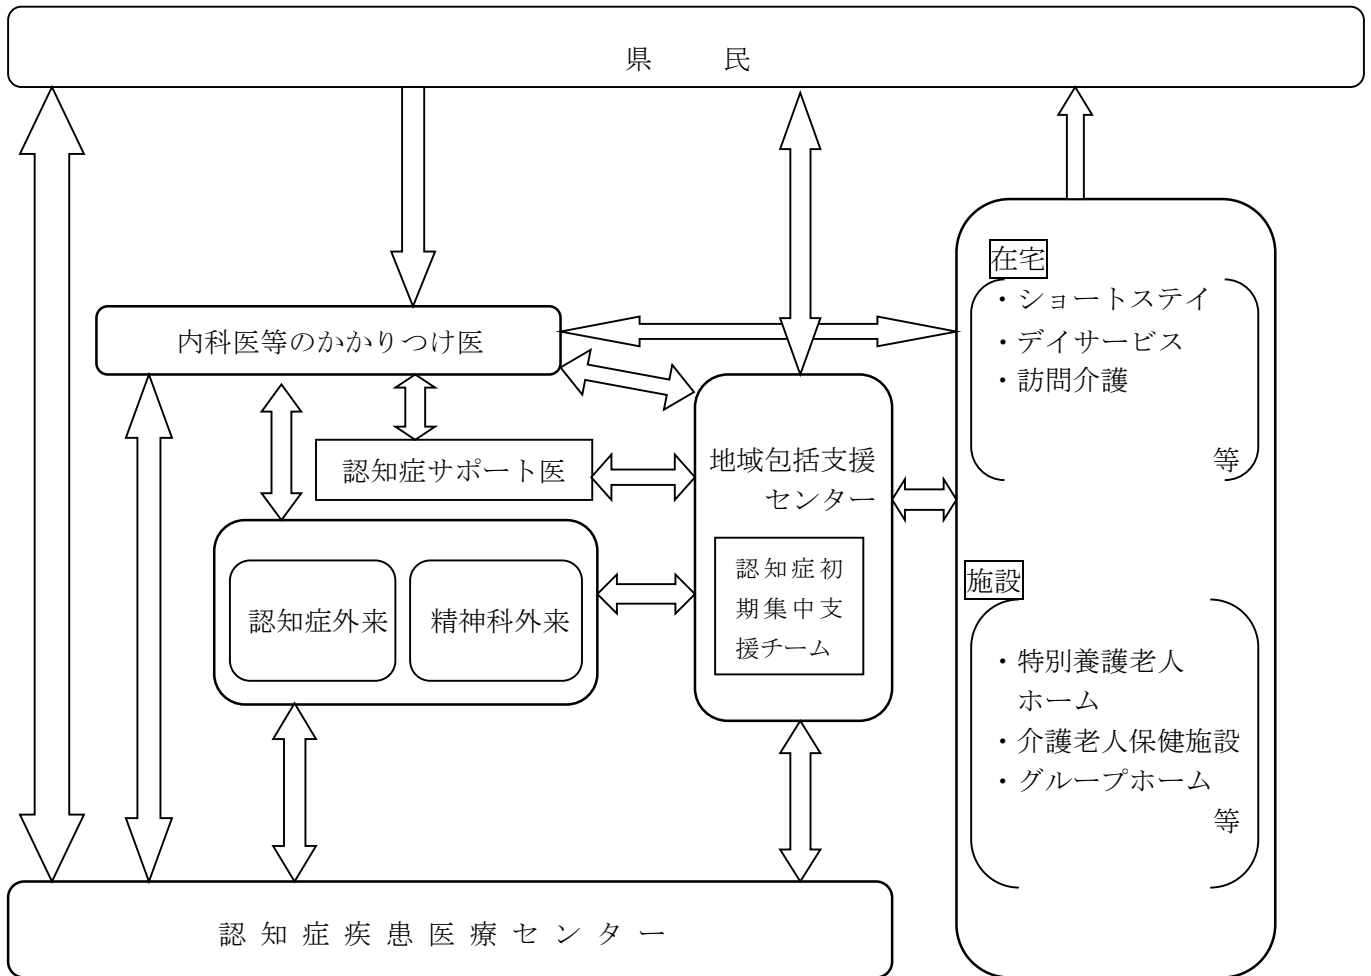 県　民
内科医等のかかりつけ医
認知症サポート医
認知症外来
精神科外来
地域包括支援
センター
認知症初
期集中支
援チーム
在宅
・ショートステイ
・デイサービス
・訪問介護
等
施設
・特別養護老人
ホーム
・介護老人保健施設
・グループホーム
等
認知症疾患医療センター